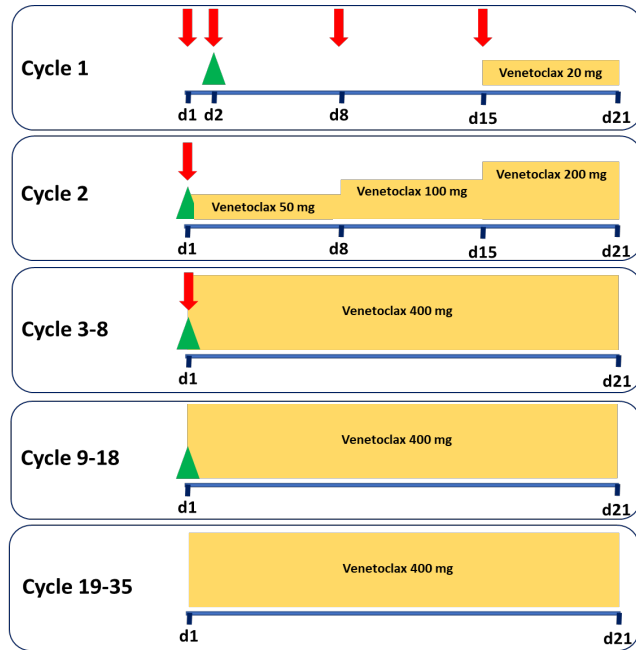 Cycle 1
Venetoclax 20 mg
d1 d2 d8 d15 d21
Cycle 2
Venetoclax 50 mg
Venetoclax 100 mg
Venetoclax 200 mg
d1 d8 d15 d21
Cycle 3-8
Venetoclax 400 mg
d1 d21
Cycle 9-18
Venetoclax 400 mg
d1 d21
Cycle 19-35
Venetoclax 400 mg
d1 d21